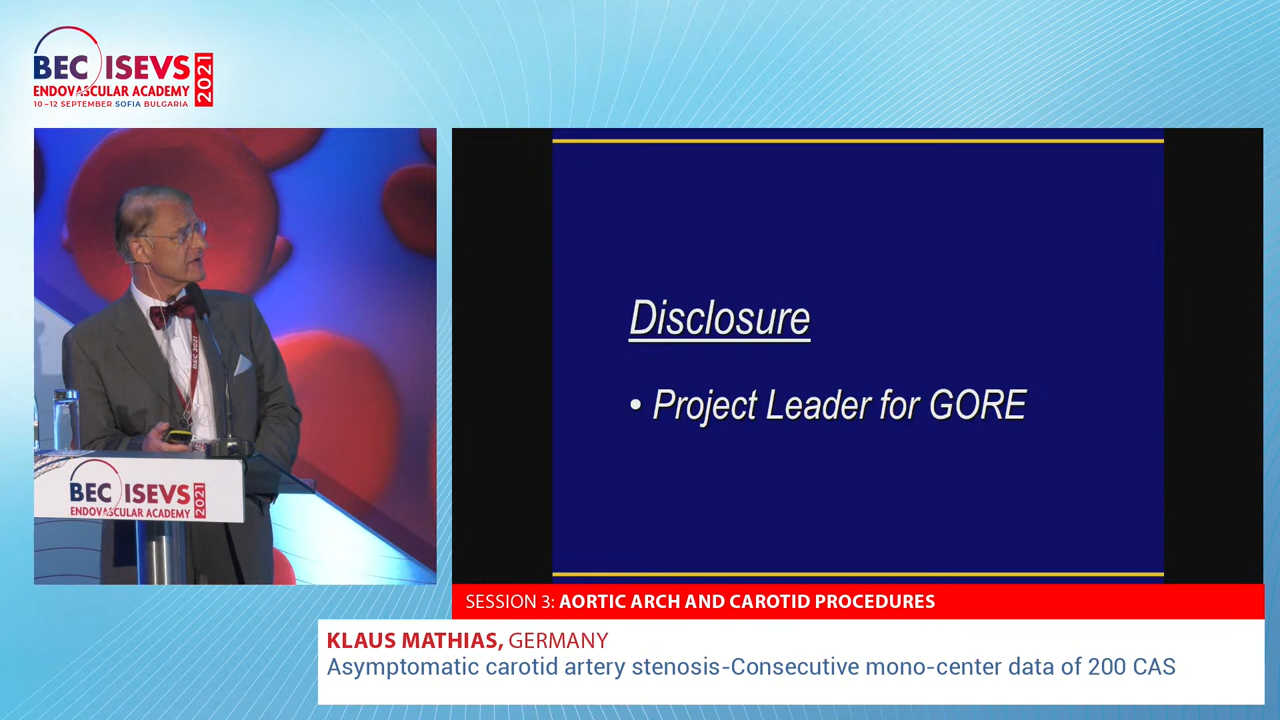 BEC ISEVS
ENDOVASCULAR ACADEMY
10–12 SEPTEMBER SOFIA BULGARIA
2021
BEC 2021
BEC ISEVS
ENDOVASCULAR ACADEMY
2021
Disclosure
• Project Leader for GORE
SESSION 3: AORTIC ARCH AND CAROTID PROCEDURES
KLAUS MATHIAS, GERMANY
Asymptomatic carotid artery stenosis-Consecutive mono-center data of 200 CAS